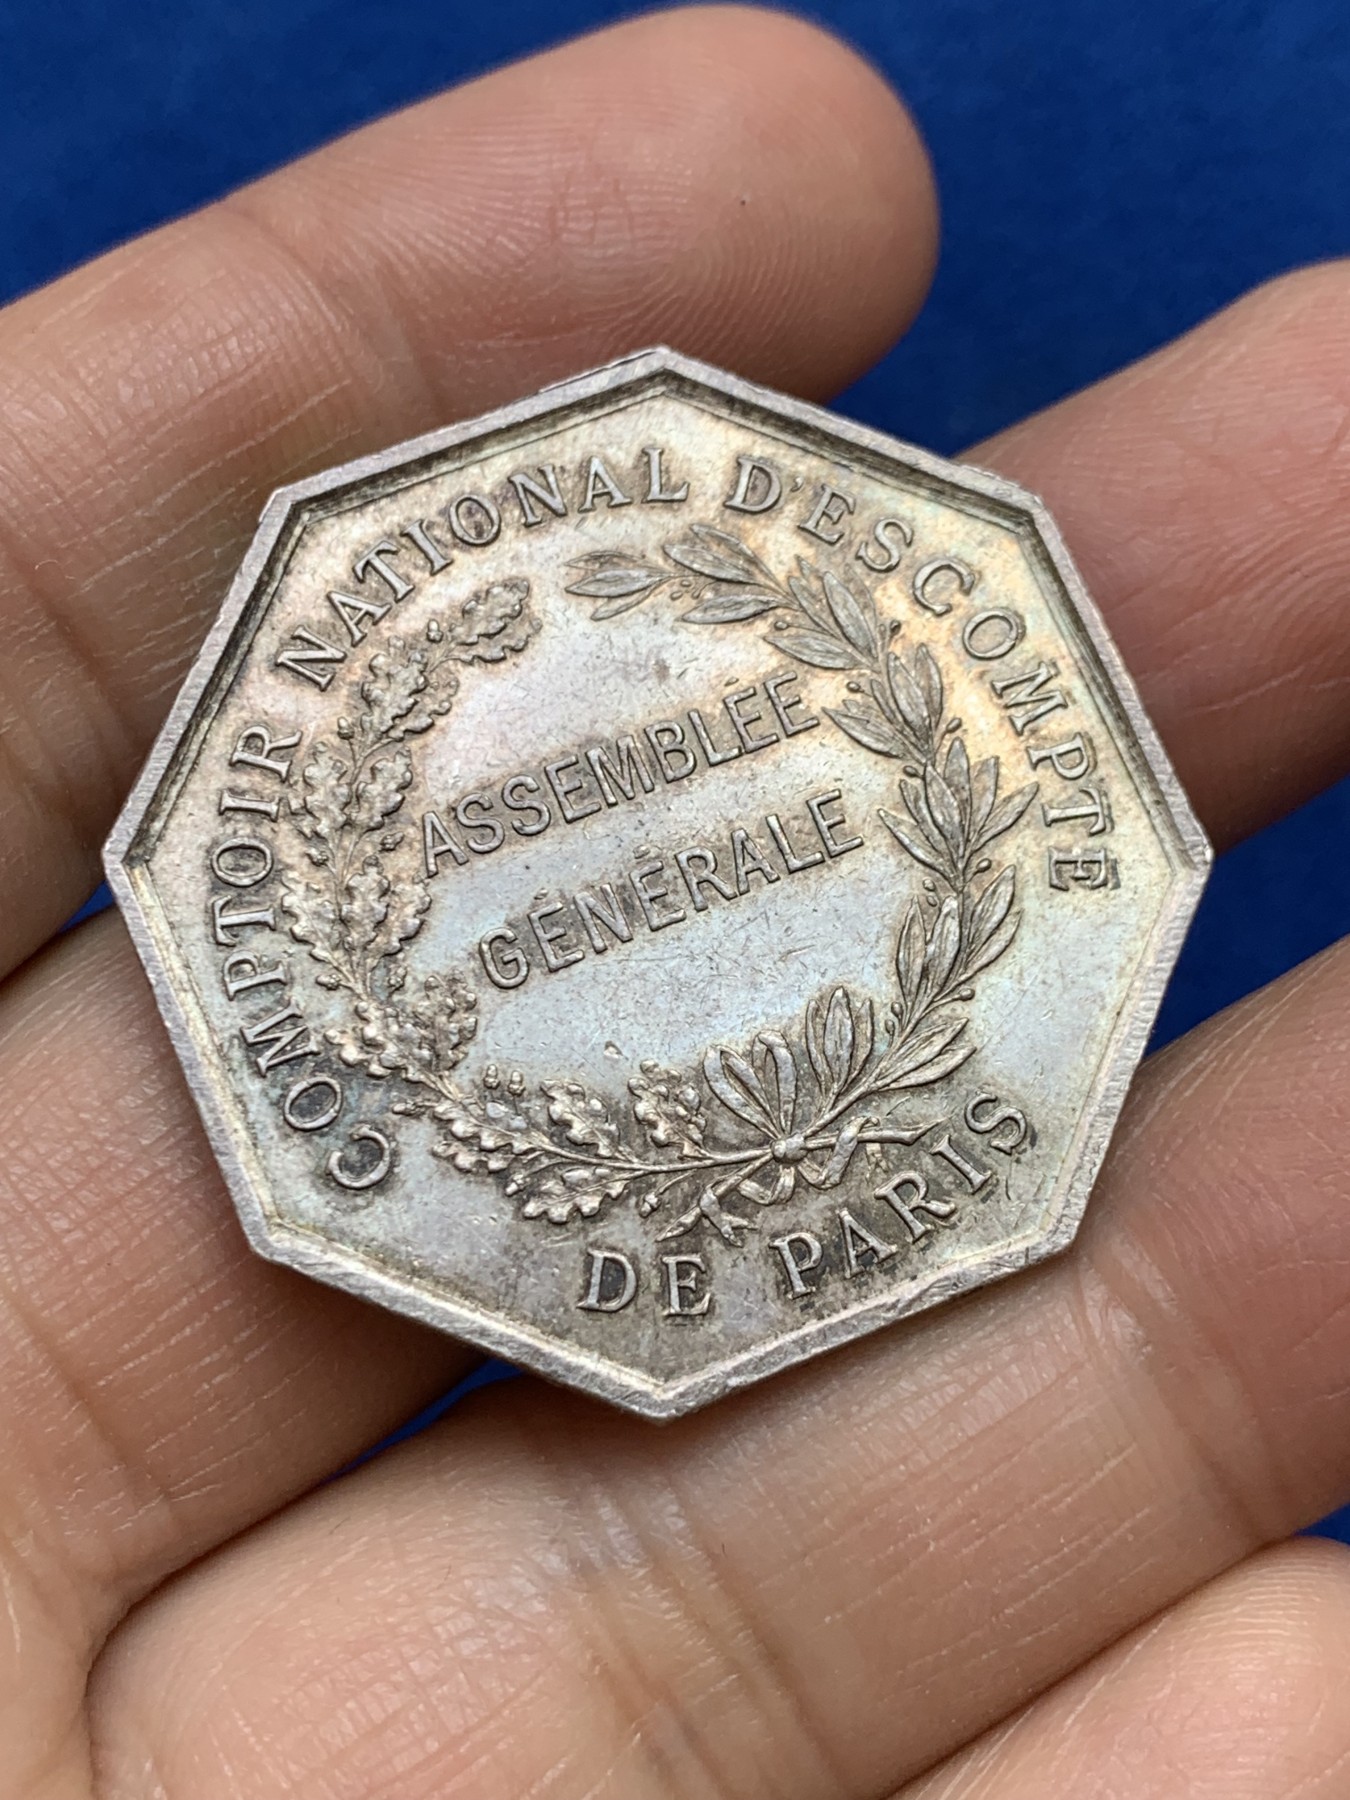 COMPTOIR NATIONAL D'ESCOMPTE
ASSEMBLÉE
GÉNÉRALE
DE PARIS